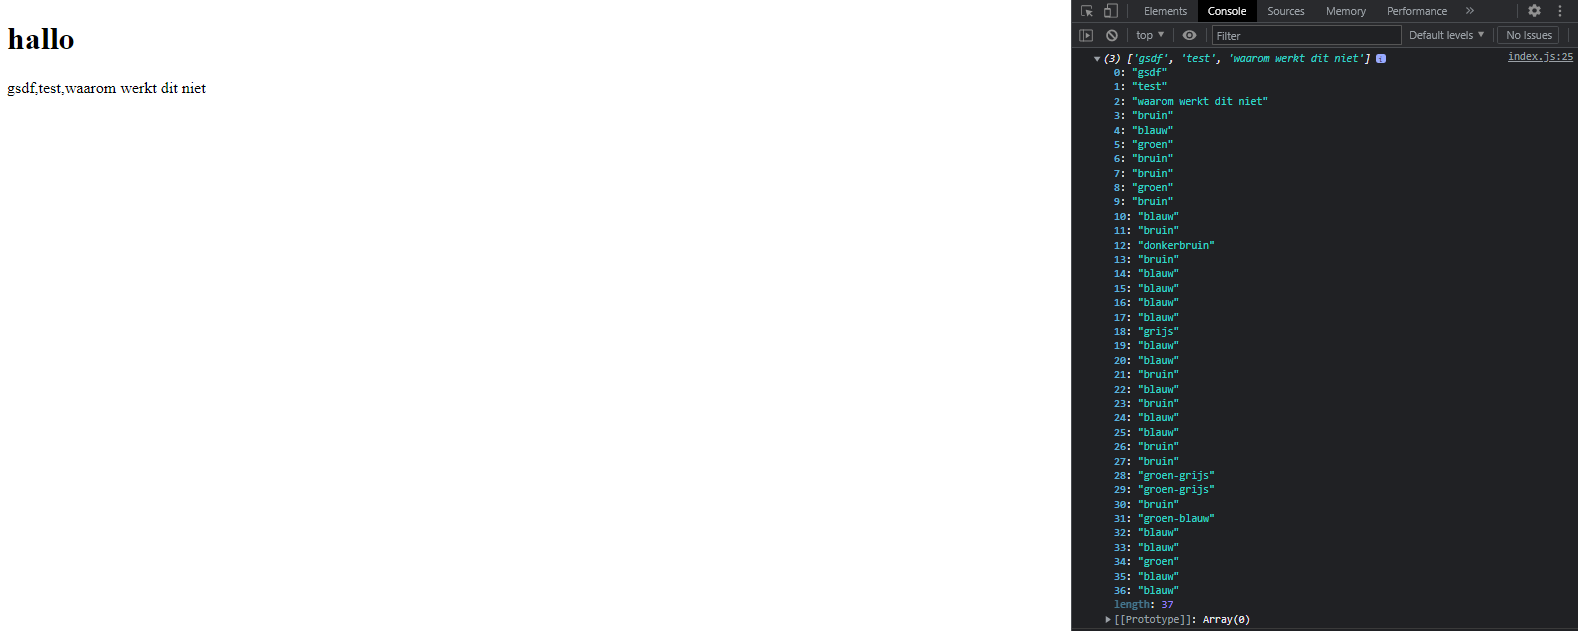 hallo
gsdf,test,waarom werkt dit niet
Elements Console Sources Memory Performance »
top ▼ Filter Default levels ▼ No Issues
▼ (3) ['gsdf', 'test', 'waarom werkt dit niet'] i index.js:25
0: "gsdf"
1: "test"
2: "waarom werkt dit niet"
3: "bruin"
4: "blauw"
5: "groen"
6: "bruin"
7: "bruin"
8: "groen"
9: "bruin"
10: "blauw"
11: "bruin"
12: "donkerbruin"
13: "bruin"
14: "blauw"
15: "blauw"
16: "blauw"
17: "blauw"
18: "grijs"
19: "blauw"
20: "blauw"
21: "bruin"
22: "blauw"
23: "bruin"
24: "blauw"
25: "blauw"
26: "bruin"
27: "bruin"
28: "groen-grijs"
29: "groen-grijs"
30: "bruin"
31: "groen-blauw"
32: "blauw"
33: "blauw"
34: "groen"
35: "blauw"
36: "blauw"
length: 37
▶ [[Prototype]]: Array(0)